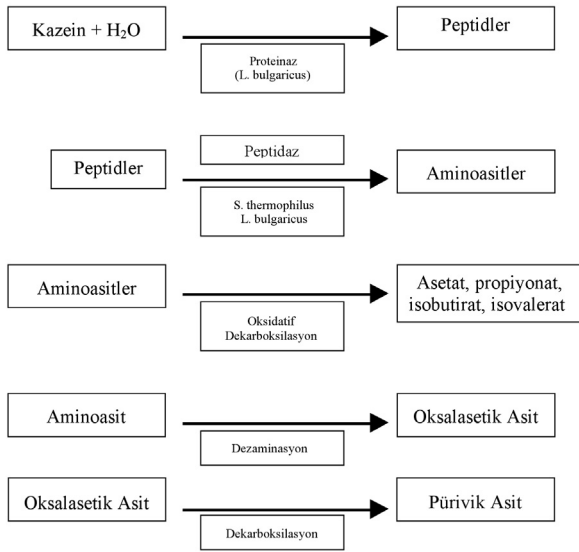 Kazein + H₂O
Peptidler
Proteinaz
(L. bulgaricus)
Peptidler
Peptidaz
Aminoasitler
S. thermophilus
L. bulgaricus
Aminoasitler
Asetat, propiyonat,
isobutirat, isovalerat
Oksidatif
Dekarboksilasyon
Aminoasit
Oksalasetik Asit
Dezaminasyon
Oksalasetik Asit
Pürivik Asit
Dekarboksilasyon